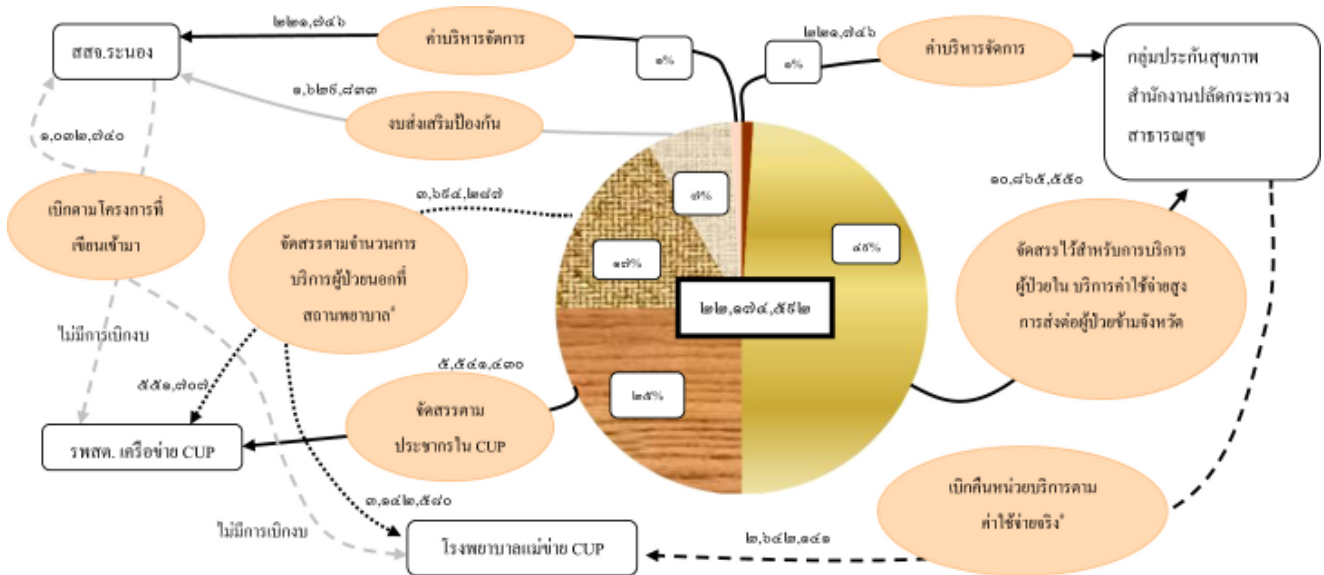 ๒๒๑,๗๔๖
สสจ.ระนอง
ค่าบริหารจัดการ
๑%
๒๒๑,๗๔๖
๑%
ค่าบริหารจัดการ
กลุ่มประกันสุขภาพ
สำนักงานปลัดกระทรวง
สาธารณสุข
๑,๖๒๕,๘๓๓
งบส่งเสริมป้องกัน
๑,๐๓๒,๗๔๐
เบิกตามโครงการที่
เขียนเข้ามา
๓,๖๙๔,๒๘๗
จัดสรรตามจำนวนการ
บริการผู้ป่วยนอกที่
สถานพยาบาล*
๗%
๑๗%
๔๙%
๒๕%
๒๒,๑๗๔,๕๙๒
๑๐,๘๖๕,๕๕๐
จัดสรรไว้สำหรับการบริการ
ผู้ป่วยใน บริการค่าใช้จ่ายสูง
การส่งต่อผู้ป่วยข้ามจังหวัด
ไม่มีการเบิกงบ
๕๕๑,๗๐๗
๕,๕๔๑,๔๓๐
จัดสรรตาม
ประชากรใน CUP
รพสต. เครือข่าย CUP
๓,๑๔๒,๕๘๐
ไม่มีการเบิกงบ
โรงพยาบาลแม่ข่าย CUP
๒,๖๔๒,๑๔๑
เบิกคืนหน่วยบริการตาม
ค่าใช้จ่ายจริง*